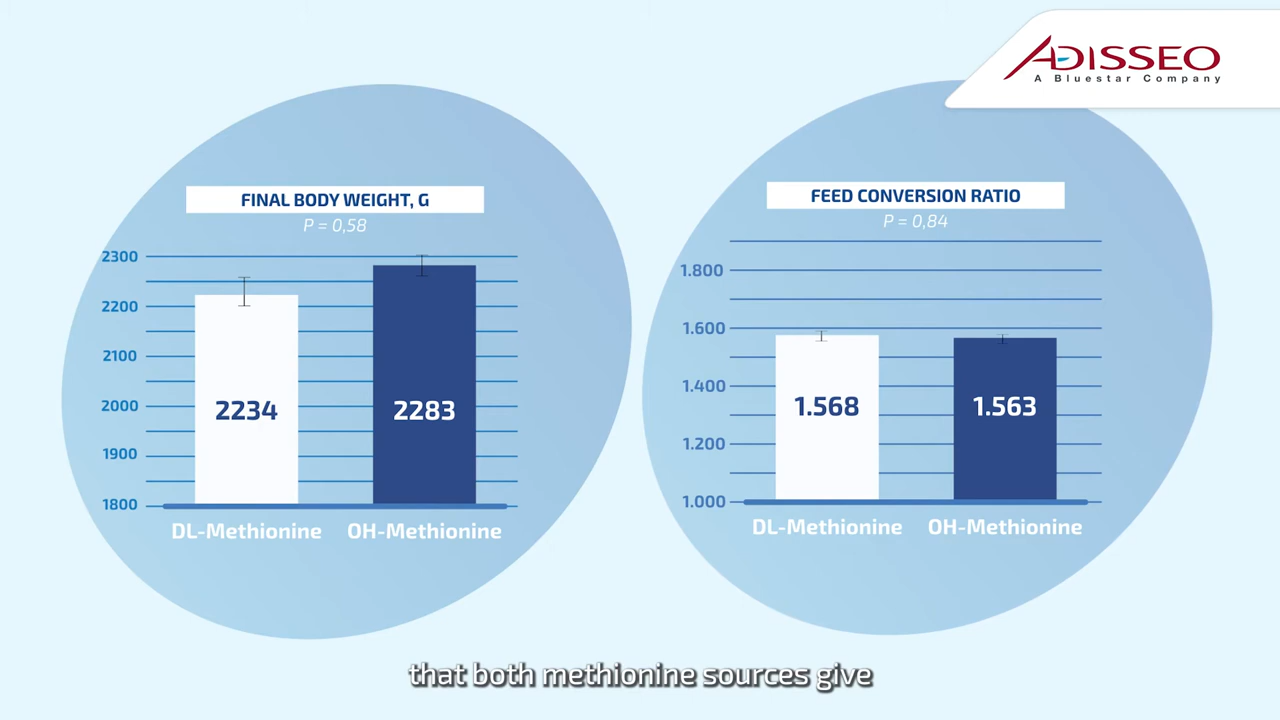 ADISSEO
A Bluestar Company
FINAL BODY WEIGHT, G
P = 0,58
2300
2200
2100
2000
1900
1800
2234
2283
DL-Methionine
OH-Methionine
FEED CONVERSION RATIO
P = 0,84
1.800
1.600
1.400
1.200
1.000
1.568
1.563
DL-Methionine
OH-Methionine
that both methionine sources give